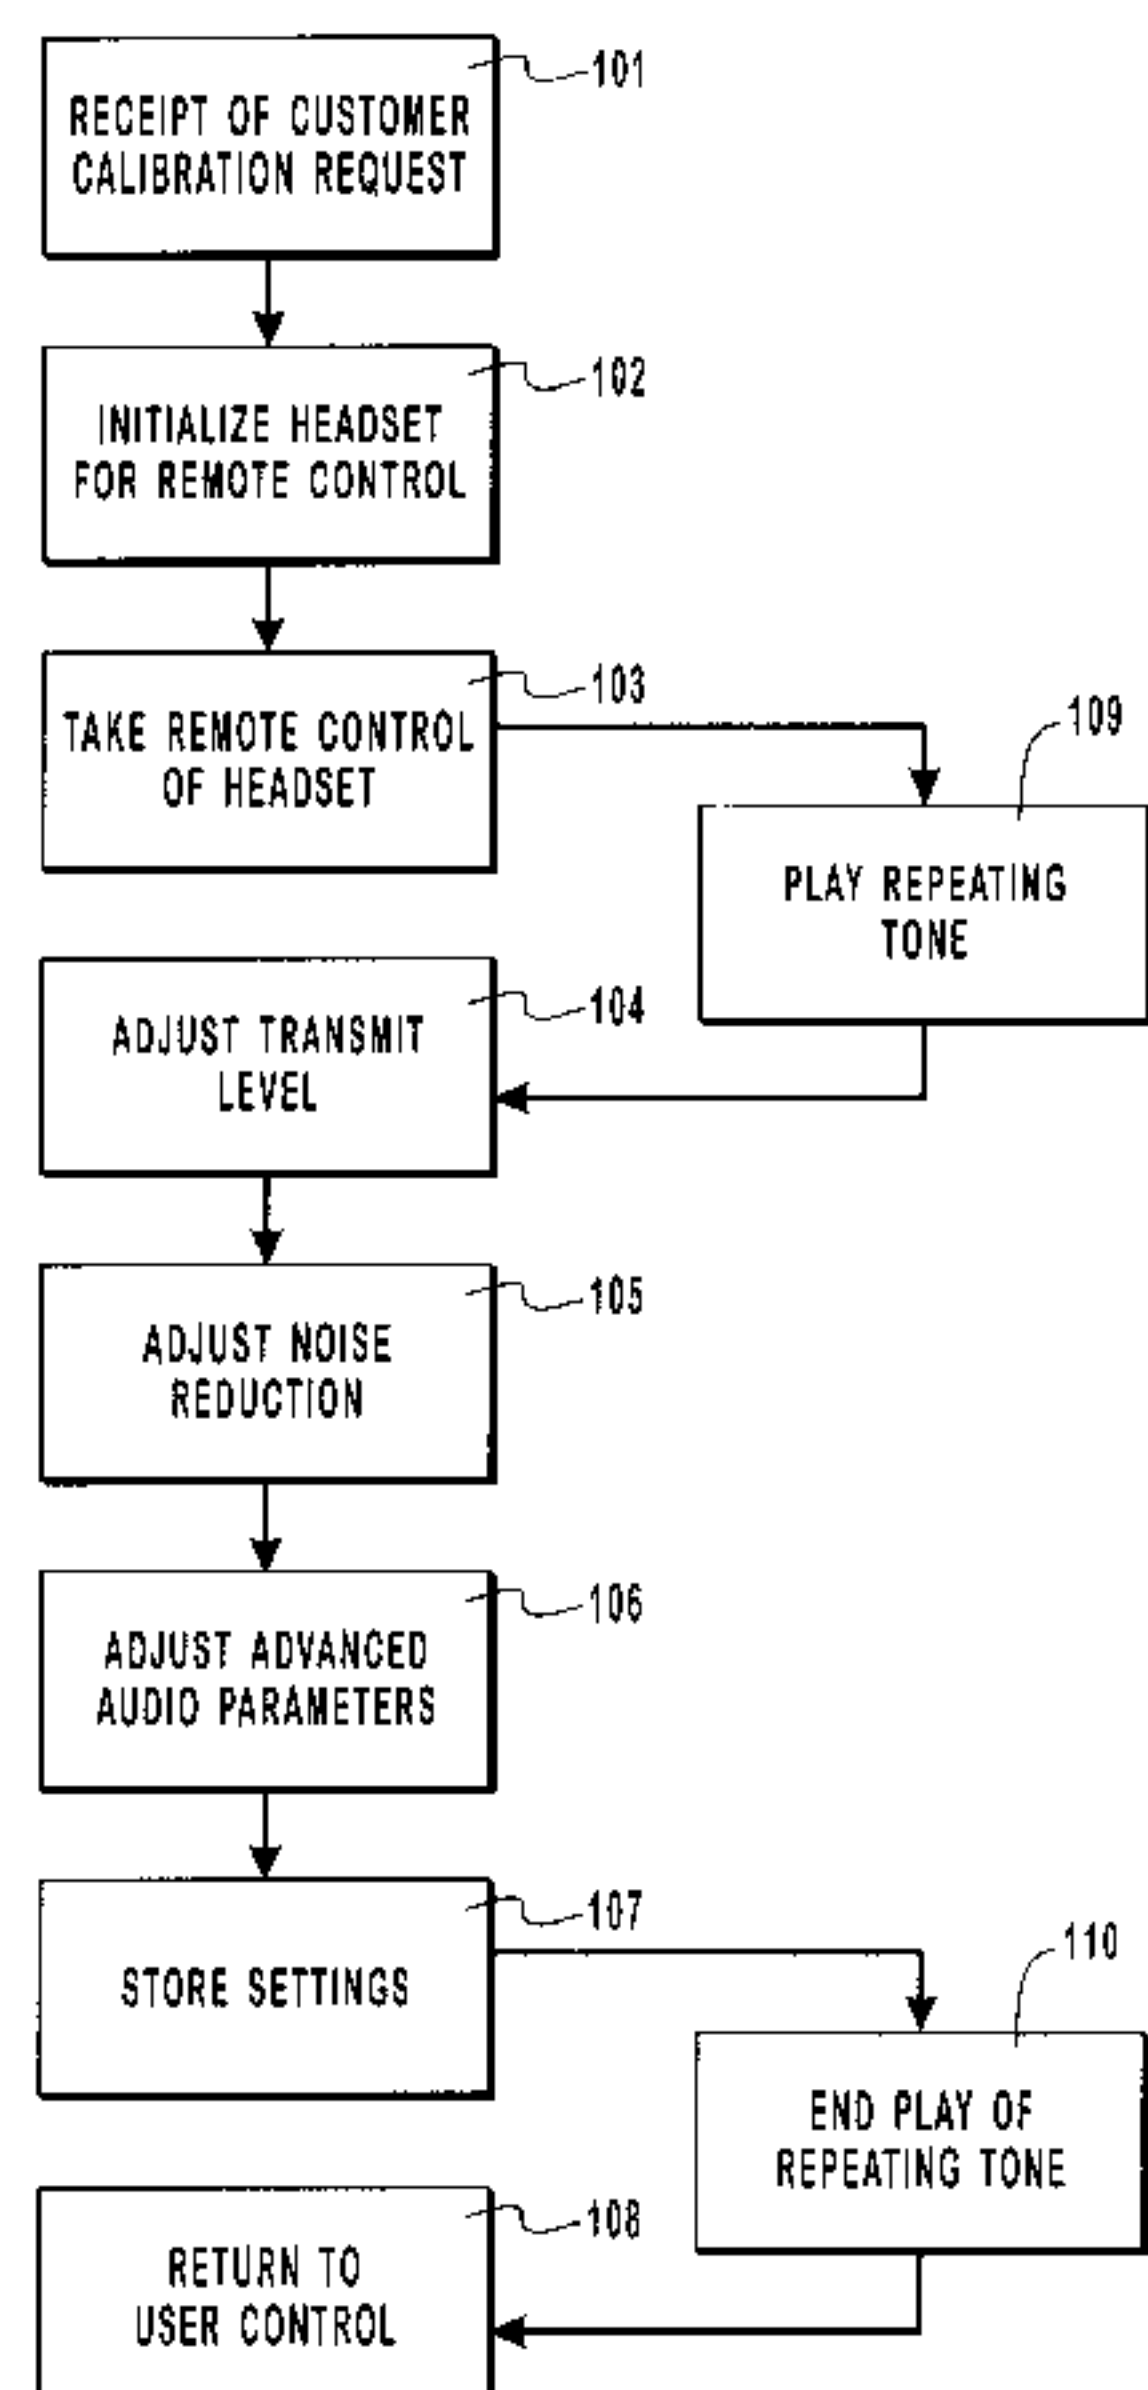 101
RECEIPT OF CUSTOMER
CALIBRATION REQUEST
102
INITIALIZE HEADSET
FOR REMOTE CONTROL
103
TAKE REMOTE CONTROL
OF HEADSET
109
PLAY REPEATING
TONE
104
ADJUST TRANSMIT
LEVEL
105
ADJUST NOISE
REDUCTION
106
ADJUST ADVANCED
AUDIO PARAMETERS
107
STORE SETTINGS
110
END PLAY OF
REPEATING TONE
108
RETURN TO
USER CONTROL